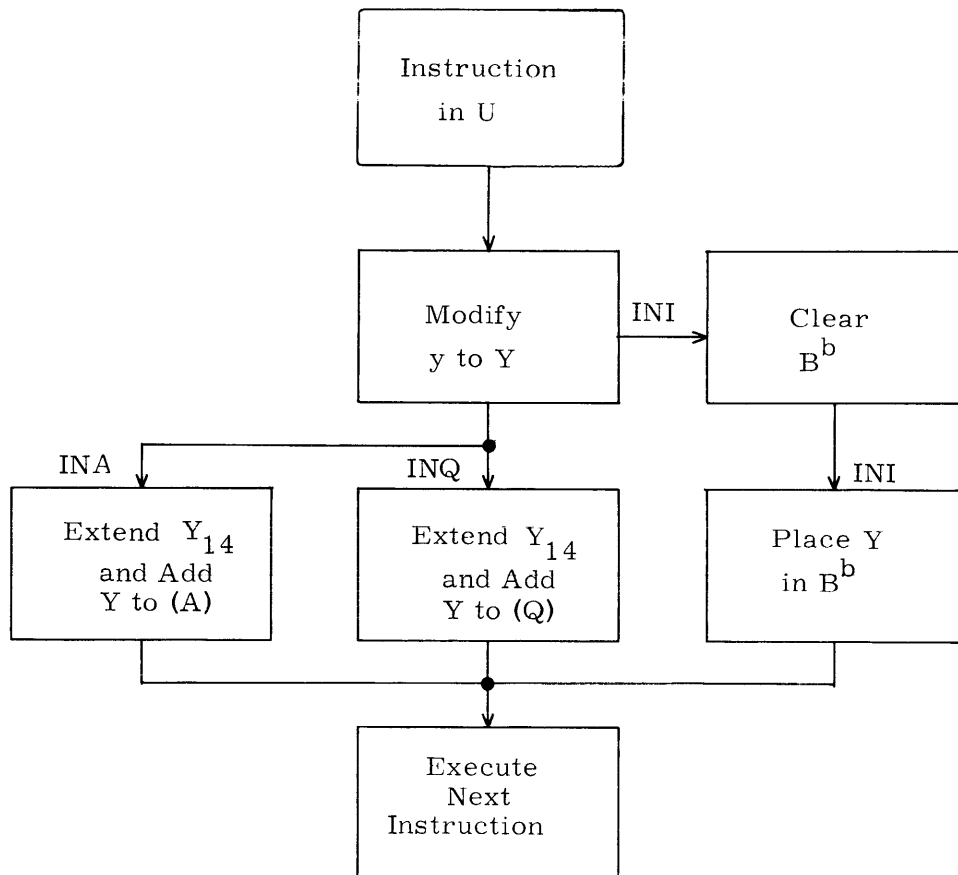 Instruction
in U
Modify
y to Y
INI
Clear
B^b
INA
INQ
INI
Extend Y_14
and Add
Y to (A)
Extend Y_14
and Add
Y to (Q)
Place Y
in B^b
Execute
Next
Instruction